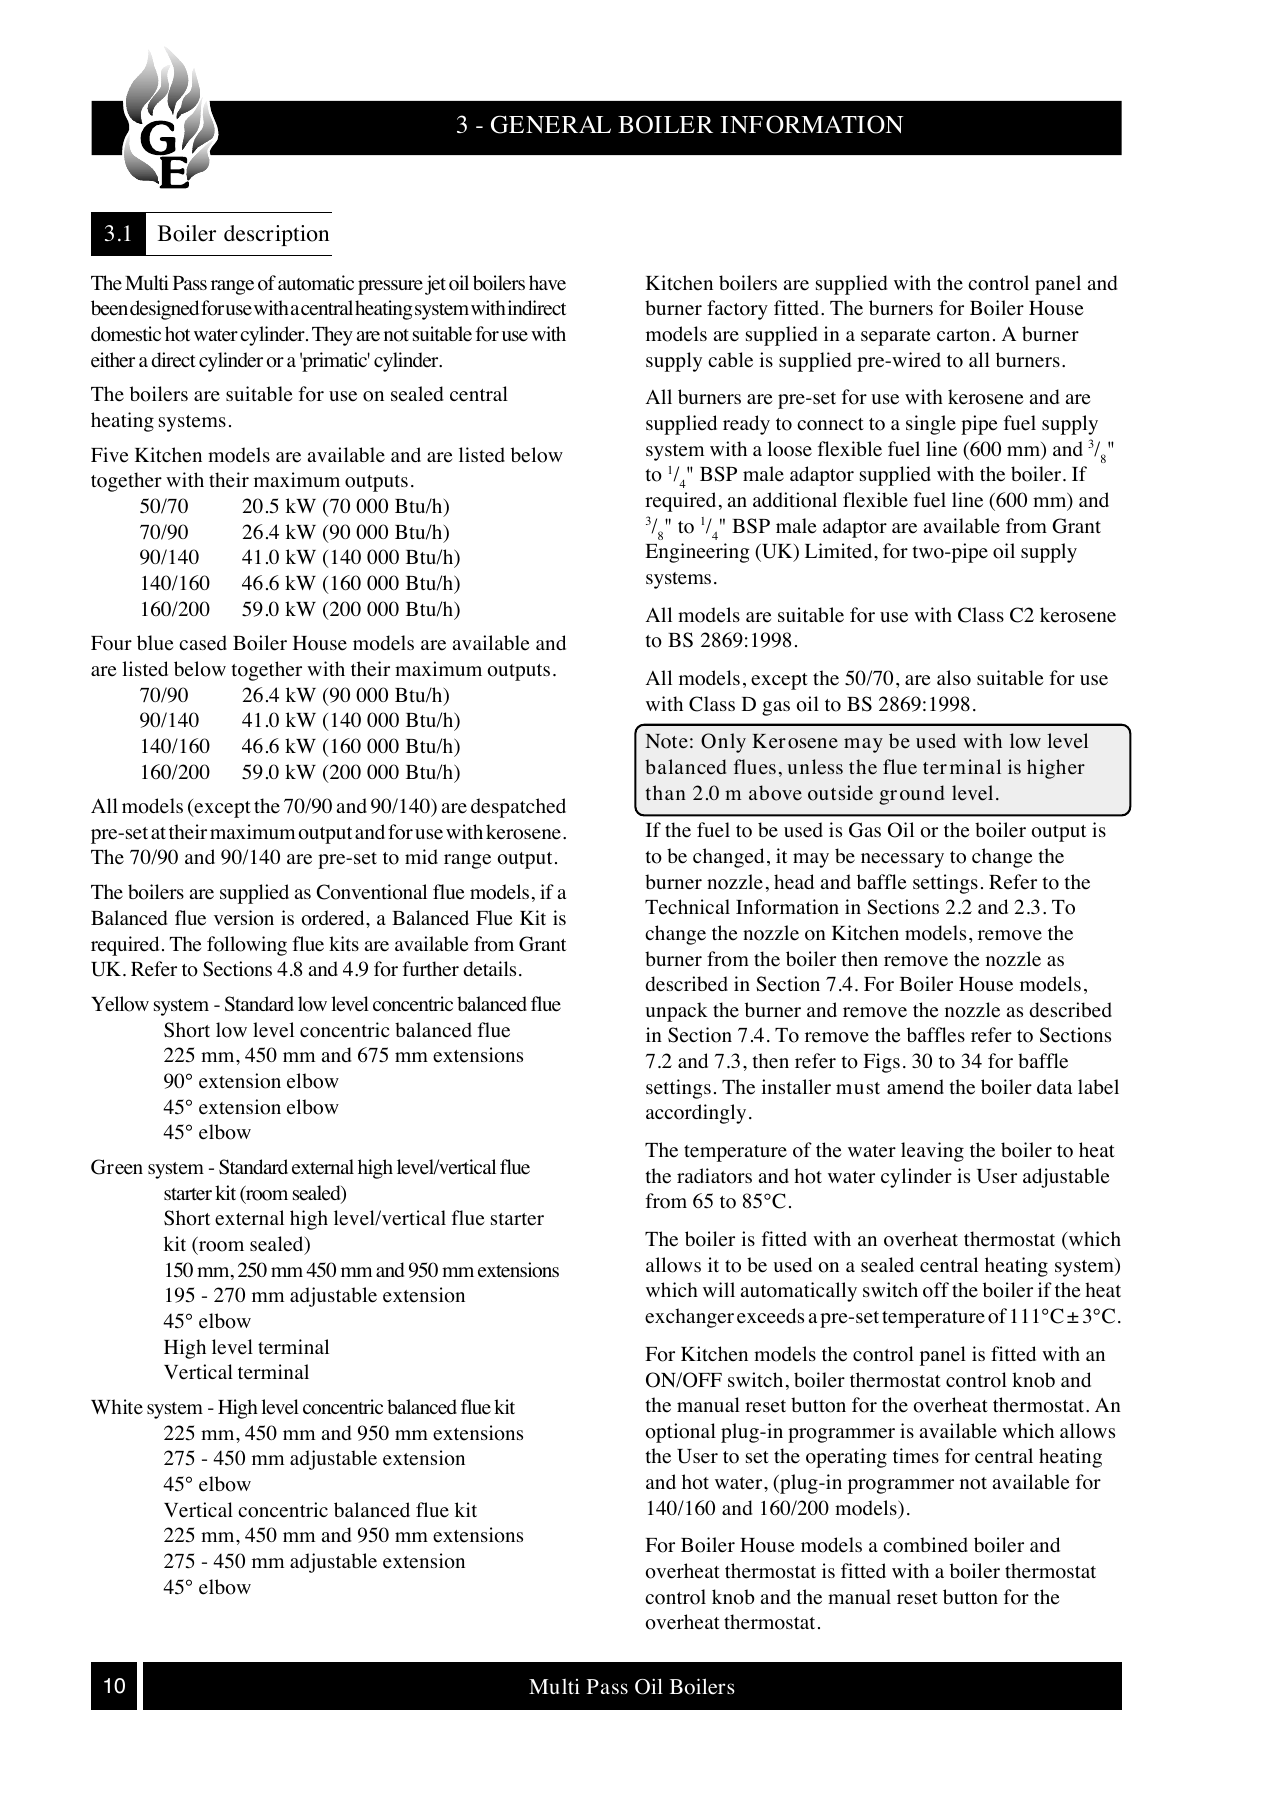 G
E
3 - GENERAL BOILER INFORMATION
3.1 Boiler description
The Multi Pass range of automatic pressure jet oil boilers have
been designed for use with a central heating system with indirect
domestic hot water cylinder. They are not suitable for use with
either a direct cylinder or a 'primatic' cylinder.
The boilers are suitable for use on sealed central
heating systems.
Five Kitchen models are available and are listed below
together with their maximum outputs.
50/70 20.5 kW (70 000 Btu/h)
70/90 26.4 kW (90 000 Btu/h)
90/140 41.0 kW (140 000 Btu/h)
140/160 46.6 kW (160 000 Btu/h)
160/200 59.0 kW (200 000 Btu/h)
Four blue cased Boiler House models are available and
are listed below together with their maximum outputs.
70/90 26.4 kW (90 000 Btu/h)
90/140 41.0 kW (140 000 Btu/h)
140/160 46.6 kW (160 000 Btu/h)
160/200 59.0 kW (200 000 Btu/h)
All models (except the 70/90 and 90/140) are despatched
pre-set at their maximum output and for use with kerosene.
The 70/90 and 90/140 are pre-set to mid range output.
The boilers are supplied as Conventional flue models, if a
Balanced flue version is ordered, a Balanced Flue Kit is
required. The following flue kits are available from Grant
UK. Refer to Sections 4.8 and 4.9 for further details.
Yellow system - Standard low level concentric balanced flue
Short low level concentric balanced flue
225 mm, 450 mm and 675 mm extensions
90° extension elbow
45° extension elbow
45° elbow
Green system - Standard external high level/vertical flue
starter kit (room sealed)
Short external high level/vertical flue starter
kit (room sealed)
150 mm, 250 mm 450 mm and 950 mm extensions
195 - 270 mm adjustable extension
45° elbow
High level terminal
Vertical terminal
White system - High level concentric balanced flue kit
225 mm, 450 mm and 950 mm extensions
275 - 450 mm adjustable extension
45° elbow
Vertical concentric balanced flue kit
225 mm, 450 mm and 950 mm extensions
275 - 450 mm adjustable extension
45° elbow
Kitchen boilers are supplied with the control panel and
burner factory fitted. The burners for Boiler House
models are supplied in a separate carton. A burner
supply cable is supplied pre-wired to all burners.
All burners are pre-set for use with kerosene and are
supplied ready to connect to a single pipe fuel supply
system with a loose flexible fuel line (600 mm) and 3/8"
to 1/4" BSP male adaptor supplied with the boiler. If
required, an additional flexible fuel line (600 mm) and
3/8" to 1/4" BSP male adaptor are available from Grant
Engineering (UK) Limited, for two-pipe oil supply
systems.
All models are suitable for use with Class C2 kerosene
to BS 2869:1998.
All models, except the 50/70, are also suitable for use
with Class D gas oil to BS 2869:1998.
Note: Only Kerosene may be used with low level
balanced flues, unless the flue terminal is higher
than 2.0 m above outside ground level.
If the fuel to be used is Gas Oil or the boiler output is
to be changed, it may be necessary to change the
burner nozzle, head and baffle settings. Refer to the
Technical Information in Sections 2.2 and 2.3. To
change the nozzle on Kitchen models, remove the
burner from the boiler then remove the nozzle as
described in Section 7.4. For Boiler House models,
unpack the burner and remove the nozzle as described
in Section 7.4. To remove the baffles refer to Sections
7.2 and 7.3, then refer to Figs. 30 to 34 for baffle
settings. The installer must amend the boiler data label
accordingly.
The temperature of the water leaving the boiler to heat
the radiators and hot water cylinder is User adjustable
from 65 to 85°C.
The boiler is fitted with an overheat thermostat (which
allows it to be used on a sealed central heating system)
which will automatically switch off the boiler if the heat
exchanger exceeds a pre-set temperature of 111°C ± 3°C.
For Kitchen models the control panel is fitted with an
ON/OFF switch, boiler thermostat control knob and
the manual reset button for the overheat thermostat. An
optional plug-in programmer is available which allows
the User to set the operating times for central heating
and hot water, (plug-in programmer not available for
140/160 and 160/200 models).
For Boiler House models a combined boiler and
overheat thermostat is fitted with a boiler thermostat
control knob and the manual reset button for the
overheat thermostat.
10 Multi Pass Oil Boilers